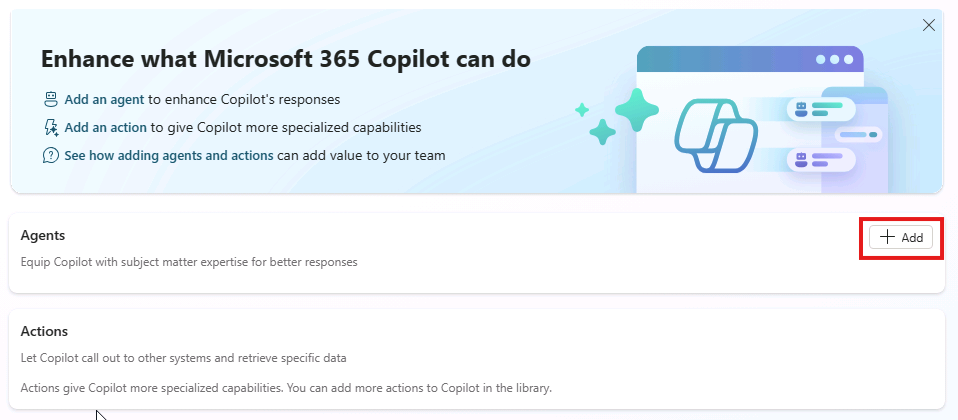 Enhance what Microsoft 365 Copilot can do
Add an agent to enhance Copilot's responses
Add an action to give Copilot more specialized capabilities
See how adding agents and actions can add value to your team
Agents
Add
Equip Copilot with subject matter expertise for better responses
Actions
Let Copilot call out to other systems and retrieve specific data
Actions give Copilot more specialized capabilities. You can add more actions to Copilot in the library.